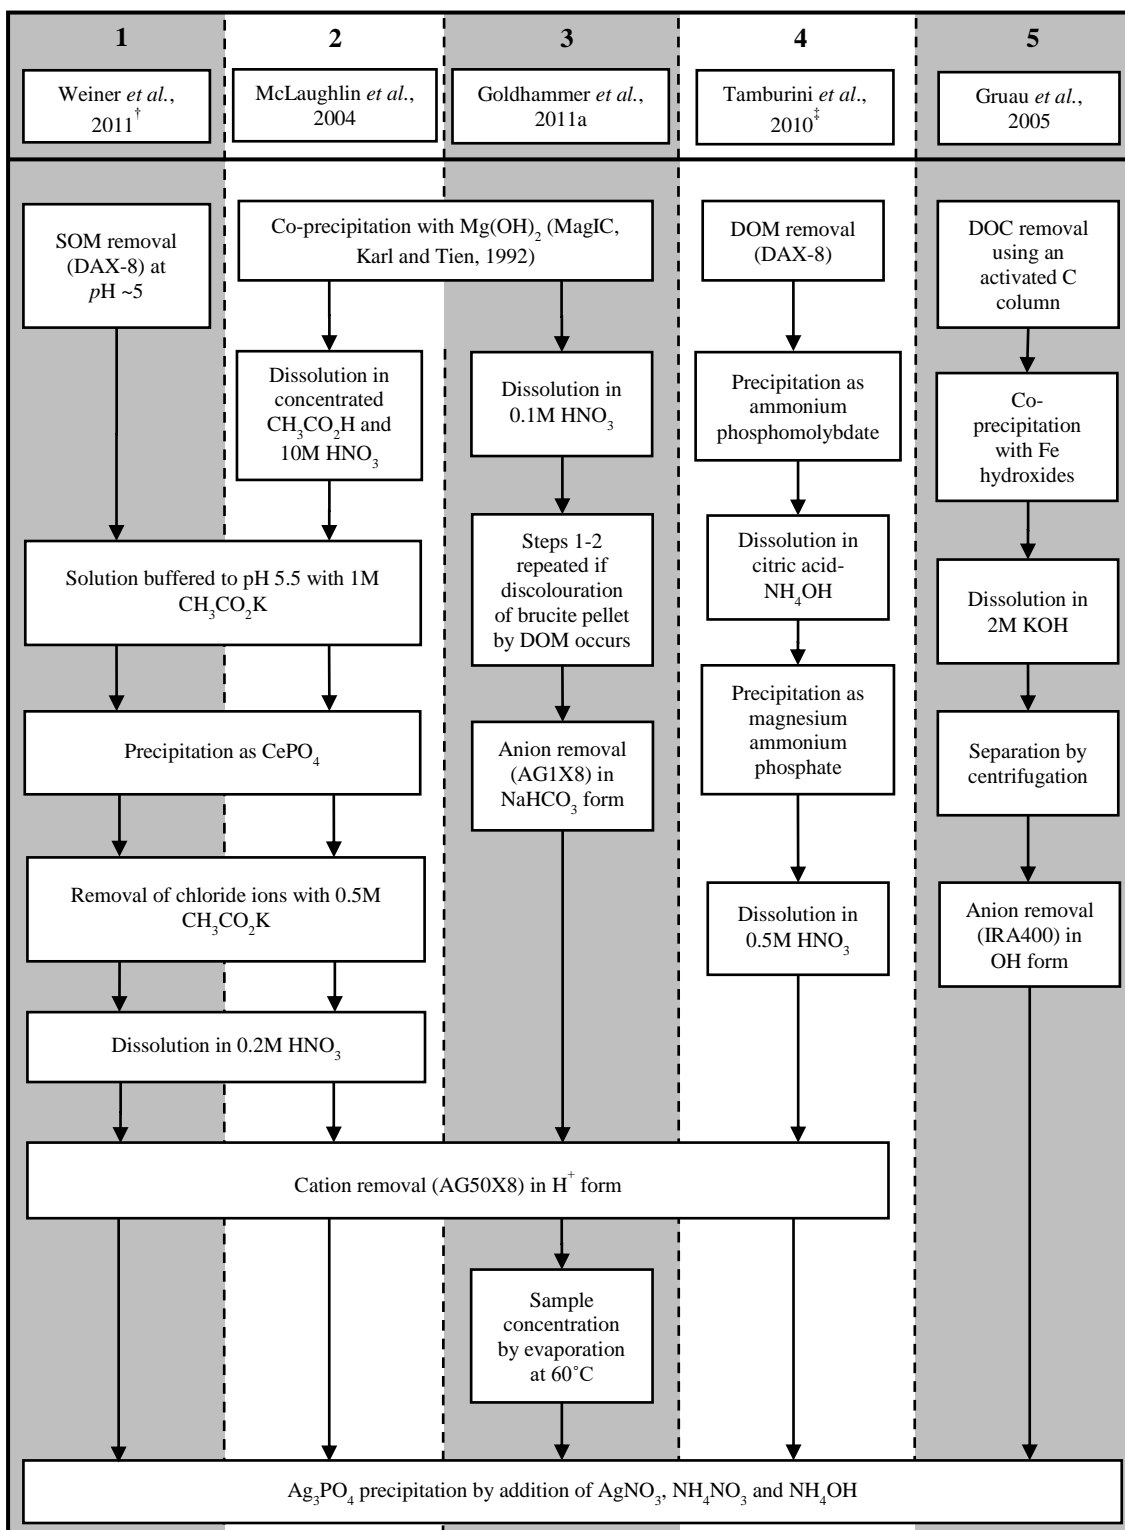 1
2
3
4
5
Weiner et al.,
2011†
McLaughlin et al.,
2004
Goldhammer et al.,
2011a
Tamburini et al.,
2010‡
Gruau et al.,
2005
SOM removal
(DAX-8) at
pH ~5
Co-precipitation with Mg(OH)₂ (MagIC,
Karl and Tien, 1992)
DOM removal
(DAX-8)
DOC removal
using an
activated C
column
Dissolution in
concentrated
CH₃CO₂H and
10M HNO₃
Dissolution in
0.1M HNO₃
Precipitation as
ammonium
phosphomolybdate
Co-
precipitation
with Fe
hydroxides
Solution buffered to pH 5.5 with 1M
CH₃CO₂K
Steps 1-2
repeated if
discolouration
of brucite pellet
by DOM occurs
Dissolution in
citric acid-
NH₄OH
Dissolution in
2M KOH
Precipitation as CePO₄
Anion removal
(AG1X8) in
NaHCO₃ form
Precipitation as
magnesium
ammonium
phosphate
Separation by
centrifugation
Removal of chloride ions with 0.5M
CH₃CO₂K
Dissolution in
0.5M HNO₃
Anion removal
(IRA400) in
OH form
Dissolution in 0.2M HNO₃
Cation removal (AG50X8) in H⁺ form
Sample
concentration
by evaporation
at 60˚C
Ag₃PO₄ precipitation by addition of AgNO₃, NH₄NO₃ and NH₄OH